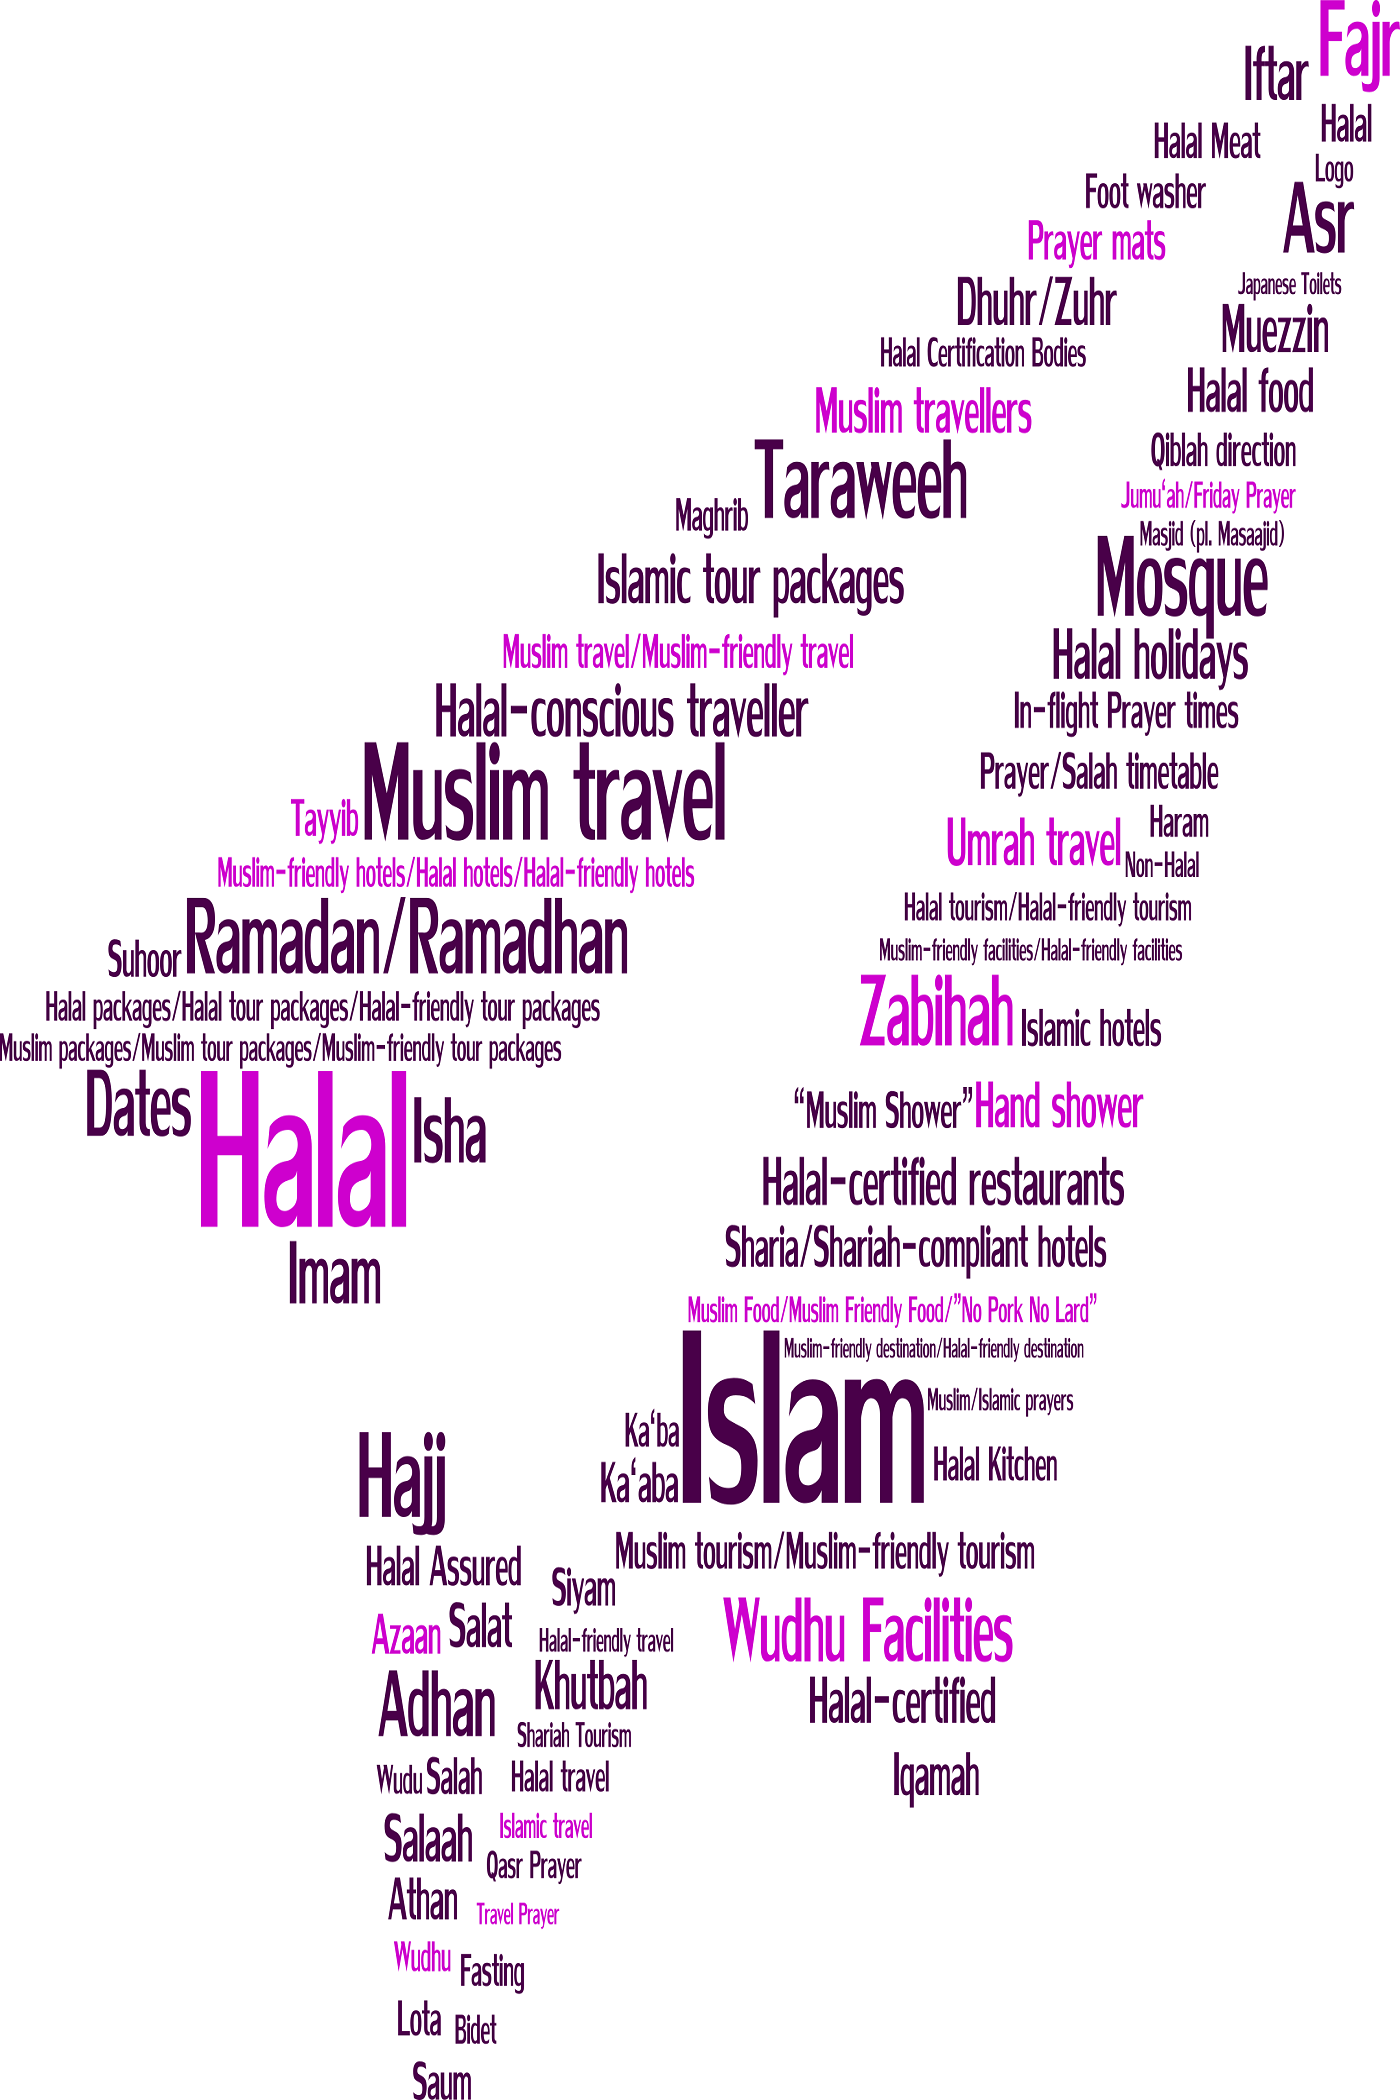 Fajr
Iftar
Halal
Halal Meat
Logo
Foot washer
Asr
Prayer mats
Japanese Toilets
Dhuhr/Zuhr
Muezzin
Halal Certification Bodies
Halal food
Muslim travellers
Qiblah direction
Taraweeh
Jumu‘ah/Friday Prayer
Maghrib
Masjid (pl. Masaajid)
Mosque
Islamic tour packages
Halal holidays
Muslim travel/Muslim-friendly travel
In-flight Prayer times
Halal-conscious traveller
Prayer/Salah timetable
Muslim travel
Tayyib
Haram
Umrah travel
Non-Halal
Muslim-friendly hotels/Halal hotels/Halal-friendly hotels
Halal tourism/Halal-friendly tourism
Ramadan/Ramadhan
Suhoor
Muslim-friendly facilities/Halal-friendly facilities
Halal packages/Halal tour packages/Halal-friendly tour packages
Zabihah
Islamic hotels
Muslim packages/Muslim tour packages/Muslim-friendly tour packages
Dates
Halal
Isha
“Muslim Shower”
Hand shower
Halal-certified restaurants
Imam
Sharia/Shariah-compliant hotels
Muslim Food/Muslim Friendly Food/”No Pork No Lard”
Muslim-friendly destination/Halal-friendly destination
Islam
Muslim/Islamic prayers
Ka‘ba
Halal Kitchen
Ka‘aba
Hajj
Muslim tourism/Muslim-friendly tourism
Halal Assured
Siyam
Azaan
Salat
Halal-friendly travel
Wudhu Facilities
Khutbah
Adhan
Halal-certified
Shariah Tourism
Wudu
Salah
Halal travel
Iqamah
Salaah
Islamic travel
Qasr Prayer
Athan
Travel Prayer
Wudhu
Fasting
Lota
Bidet
Saum